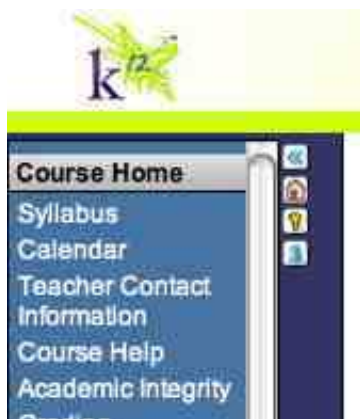 k12
Course Home
Syllabus
Calendar
Teacher Contact
Information
Course Help
Academic Integrity